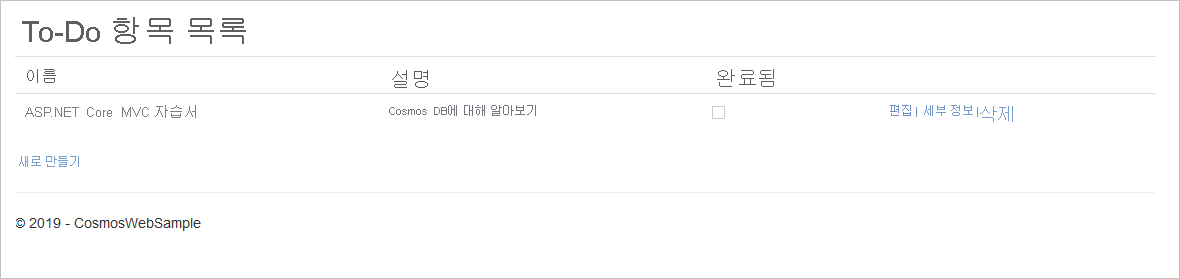 To-Do 항목 목록
이름 설명 완료됨
ASP.NET Core MVC 자습서 Cosmos DB에 대해 알아보기 편집 | 세부 정보 | 삭제
새로 만들기
© 2019 - CosmosWebSample